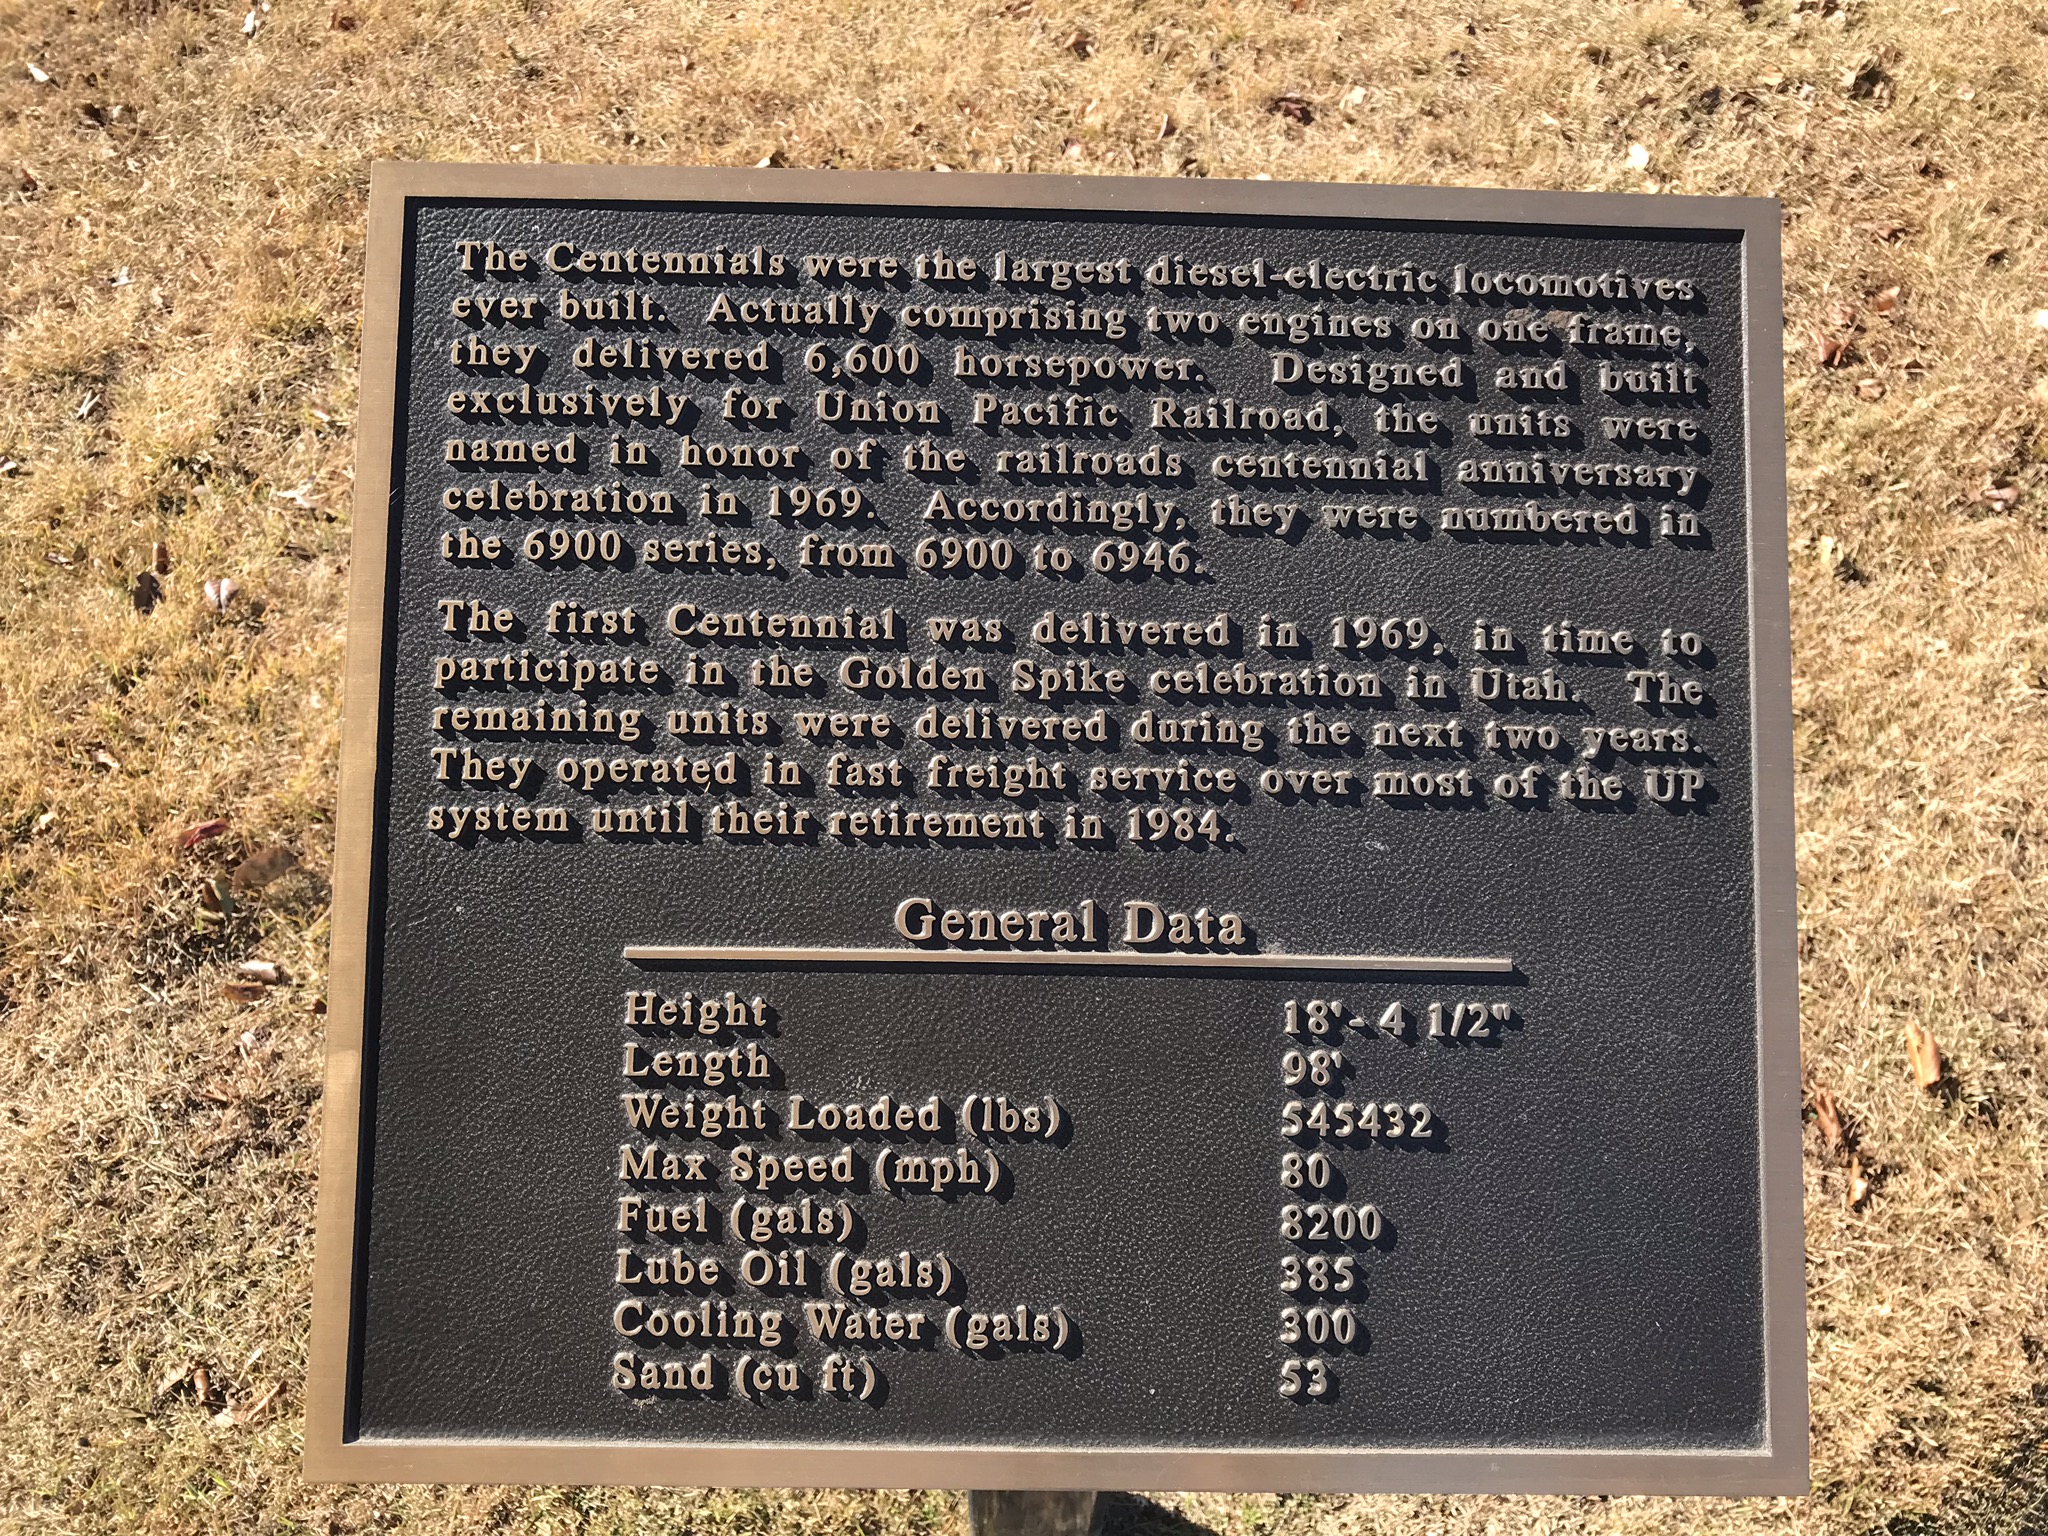 The Centennials were the largest diesel-electric locomotives
ever built. Actually comprising two engines on one frame,
they delivered 6,600 horsepower. Designed and built
exclusively for Union Pacific Railroad, the units were
named in honor of the railroads centennial anniversary
celebration in 1969. Accordingly, they were numbered in
the 6900 series, from 6900 to 6946.
The first Centennial was delivered in 1969, in time to
participate in the Golden Spike celebration in Utah. The
remaining units were delivered during the next two years.
They operated in fast freight service over most of the UP
system until their retirement in 1984.
General Data
Height 18'- 4 1/2"
Length 98'
Weight Loaded (lbs) 545432
Max Speed (mph) 80
Fuel (gals) 8200
Lube Oil (gals) 385
Cooling Water (gals) 300
Sand (cu ft) 53